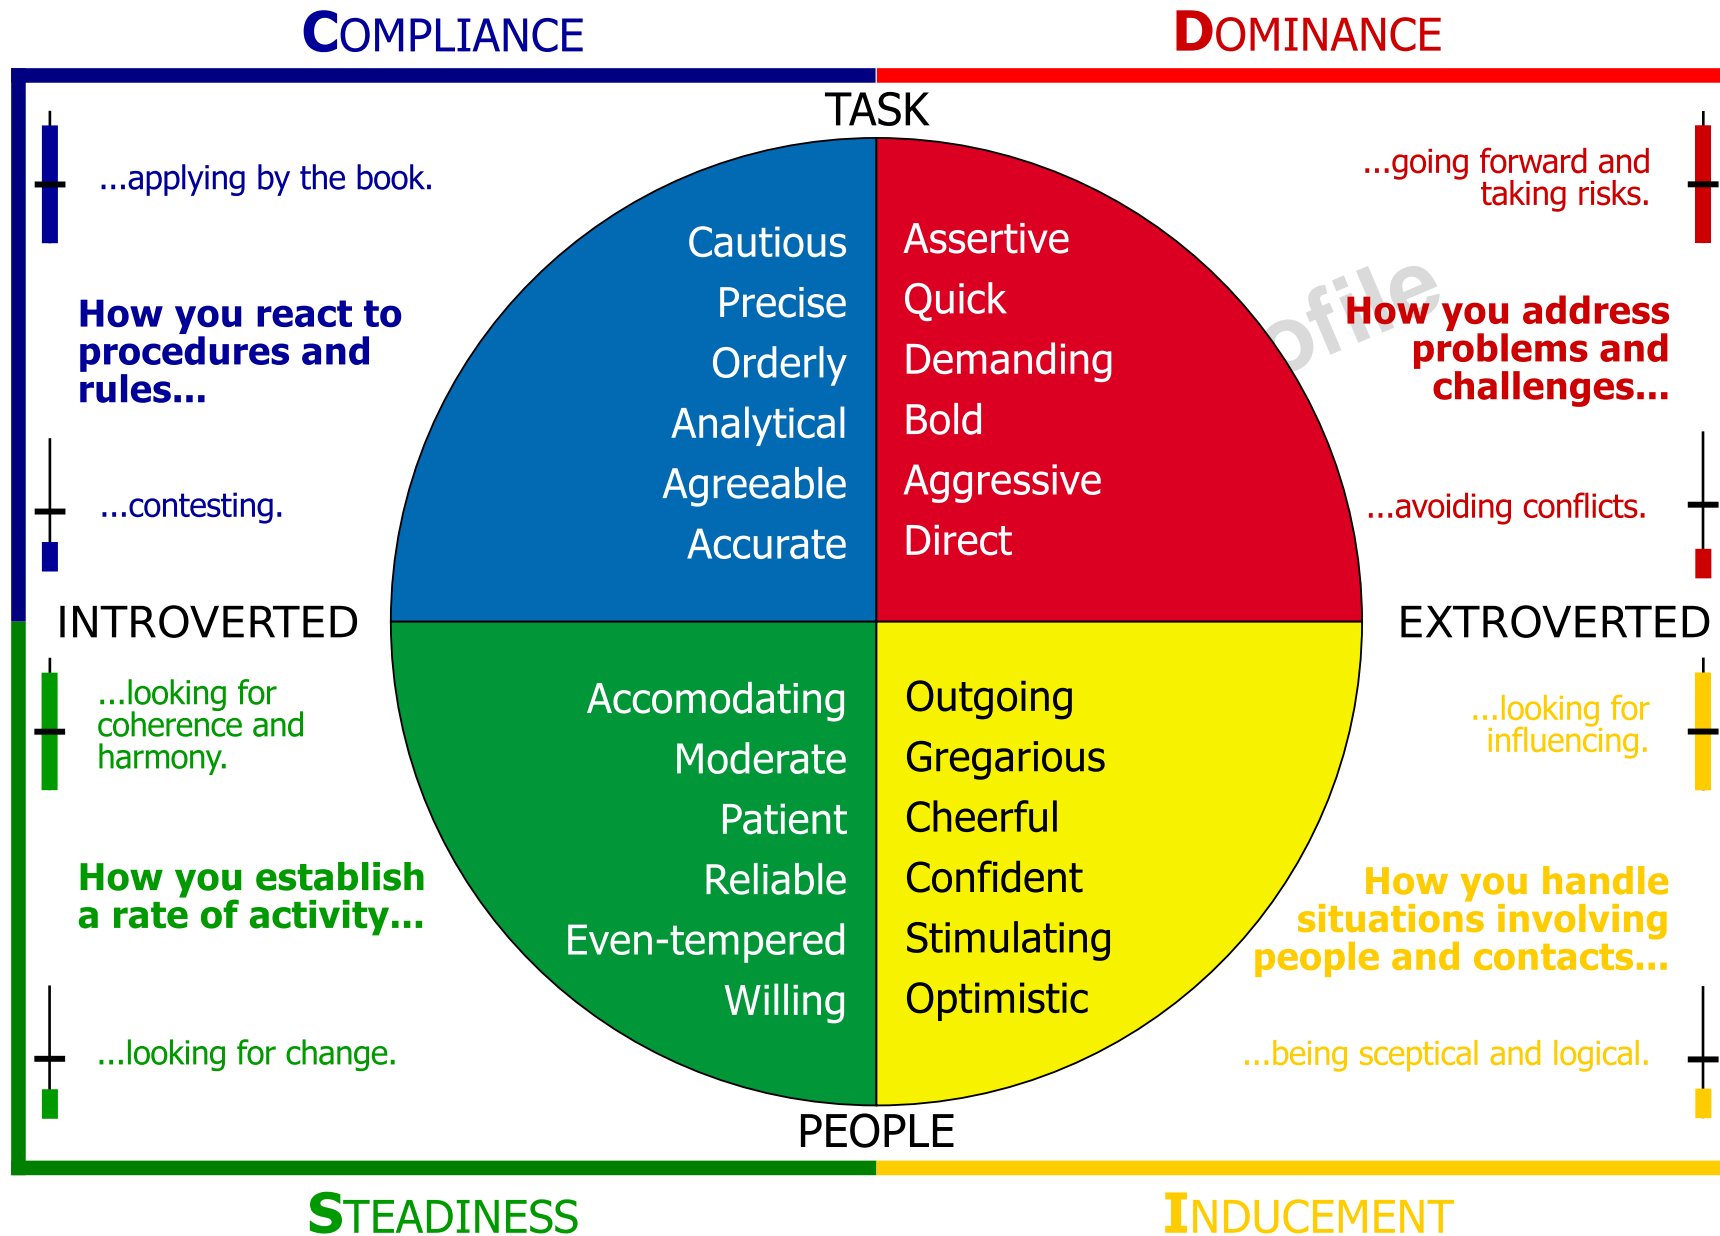 COMPLIANCE
DOMINANCE
TASK
...applying by the book.
...going forward and
taking risks.
Cautious
Precise
Orderly
Analytical
Agreeable
Accurate
Assertive
Quick
Demanding
Bold
Aggressive
Direct
ofile
How you react to
procedures and
rules...
How you address
problems and
challenges...
...contesting.
...avoiding conflicts.
INTROVERTED
EXTROVERTED
...looking for
coherence and
harmony.
...looking for
influencing.
Accomodating
Moderate
Patient
Reliable
Even-tempered
Willing
Outgoing
Gregarious
Cheerful
Confident
Stimulating
Optimistic
How you establish
a rate of activity...
How you handle
situations involving
people and contacts...
...looking for change.
...being sceptical and logical.
PEOPLE
STEADINESS
INDUCEMENT